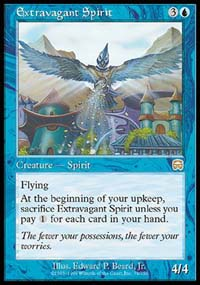 Extravagant Spirit 3
Creature — Spirit
Flying
At the beginning of your upkeep,
sacrifice Extravagant Spirit unless you
pay 1 for each card in your hand.
The fewer your possessions, the fewer your
worries.
Illus. Edward P. Beard, Jr.
4/4